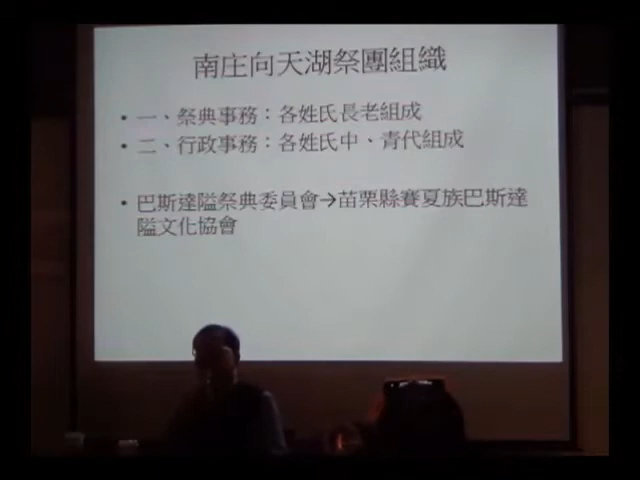 南庄向天湖祭團組織
• 一、祭典事務：各姓氏長老組成
• 二、行政事務：各姓氏中、青代組成
• 巴斯達隘祭典委員會→苗栗縣賽夏族巴斯達
隘文化協會